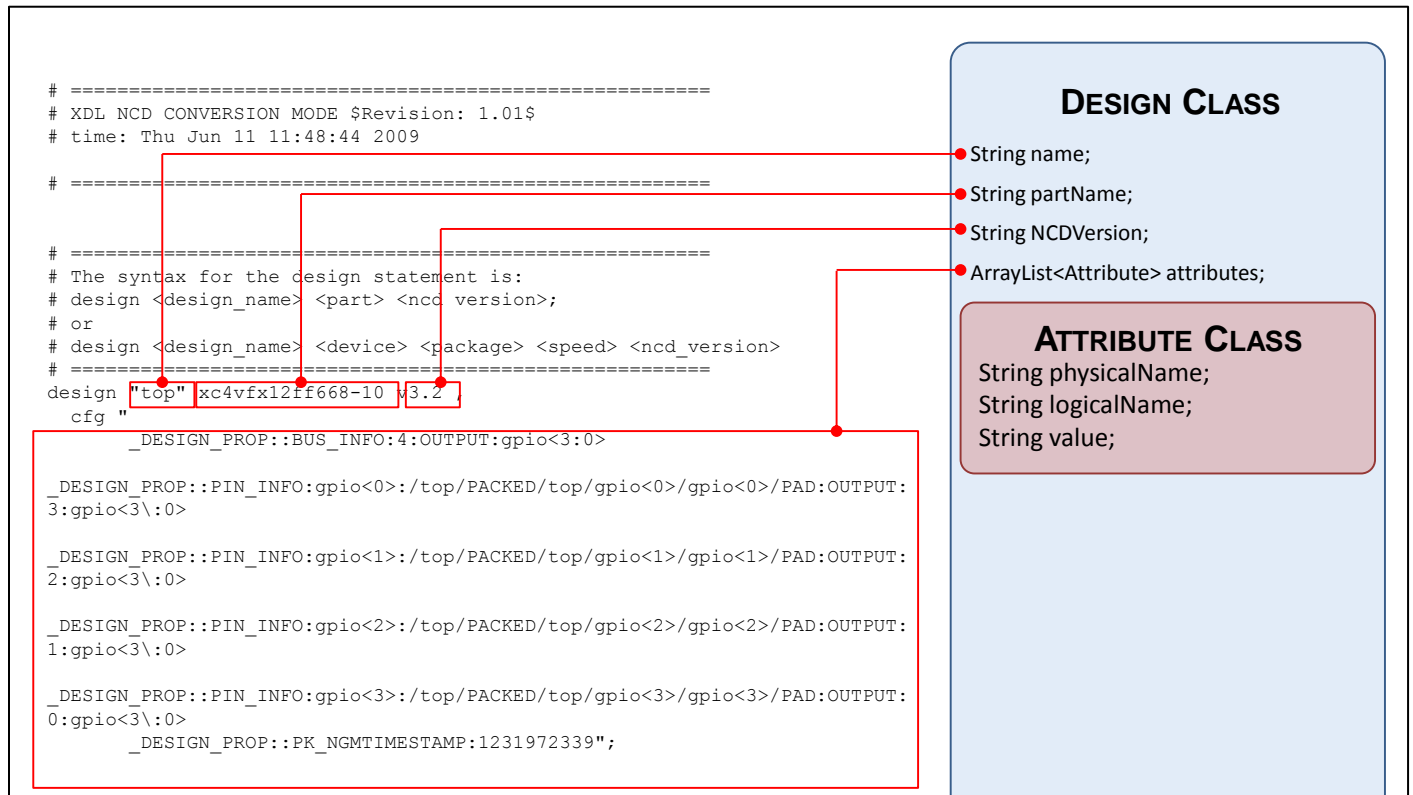 # =======================================================
# XDL NCD CONVERSION MODE $Revision: 1.01$
# time: Thu Jun 11 11:48:44 2009
# =======================================================
# =======================================================
# The syntax for the design statement is:
# design <design_name> <part> <ncd version>;
# or
# design <design_name> <device> <package> <speed> <ncd_version>
# =======================================================
design "top" xc4vfx12ff668-10 v3.2 ,
cfg "
_DESIGN_PROP::BUS_INFO:4:OUTPUT:gpio<3:0>
_DESIGN_PROP::PIN_INFO:gpio<0>:/top/PACKED/top/gpio<0>/gpio<0>/PAD:OUTPUT:
3:gpio<3\:0>
_DESIGN_PROP::PIN_INFO:gpio<1>:/top/PACKED/top/gpio<1>/gpio<1>/PAD:OUTPUT:
2:gpio<3\:0>
_DESIGN_PROP::PIN_INFO:gpio<2>:/top/PACKED/top/gpio<2>/gpio<2>/PAD:OUTPUT:
1:gpio<3\:0>
_DESIGN_PROP::PIN_INFO:gpio<3>:/top/PACKED/top/gpio<3>/gpio<3>/PAD:OUTPUT:
0:gpio<3\:0>
_DESIGN_PROP::PK_NGMTIMESTAMP:1231972339";
DESIGN CLASS
String name;
String partName;
String NCDVersion;
ArrayList<Attribute> attributes;
ATTRIBUTE CLASS
String physicalName;
String logicalName;
String value;